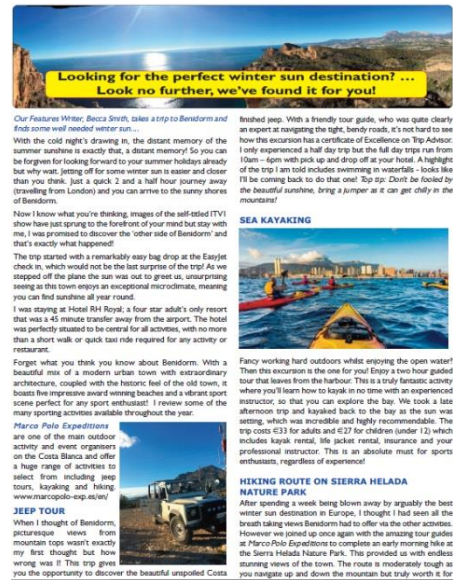 Looking for the perfect winter sun destination? ...
Look no further, we've found it for you!
Our Features Writer, Becca Smith, takes a trip to Benidorm and
finds some well needed winter sun…
With the cold night's drawing in, the distant memory of the
summer sunshine is exactly that, a distant memory! So you can
be forgiven for looking forward to your summer holidays already
but why wait. Jetting off for some winter sun is easier and closer
than you think. Just a quick 2 and a half hour journey away
(travelling from London) and you can arrive to the sunny shores
of Benidorm.
Now I know what you're thinking, images of the self-titled ITV1
show have just sprung to the forefront of your mind but stay with
me, I was promised to discover the 'other side of Benidorm' and
that's exactly what happened!
The trip started with a remarkably easy bag drop at the EasyJet
check in, which would not be the last surprise of the trip! As we
stepped off the plane the sun was out to greet us, unsurprising
seeing as this town enjoys an exceptional microclimate, meaning
you can find sunshine all year round.
I was staying at Hotel RH Royal; a four star adult's only resort
that was a 45 minute transfer away from the airport. The hotel
was perfectly situated to be central for all activities, with no more
than a short walk or quick taxi ride required for any activity or
restaurant.
Forget what you think you know about Benidorm. With a
beautiful mix of a modern urban town with extraordinary
architecture, coupled with the historic feel of the old town, it
boasts five impressive award winning beaches and a vibrant sport
scene perfect for any sport enthusiast! I review some of the
many sporting activities available throughout the year.
Marco Polo Expeditions
are one of the main outdoor
activity and event organisers
on the Costa Blanca and offer
a huge range of activities to
select from including jeep
tours, kayaking and hiking.
www.marcopolo-exp.es/en/
JEEP TOUR
When I thought of Benidorm,
picturesque views from
mountain tops wasn't exactly
my first thought but how
wrong was I! This trip gives
you the opportunity to discover the beautiful unspoiled Costa
finished jeep. With a friendly tour guide, who was quite clearly
an expert at navigating the tight, bendy roads, it's not hard to see
how this excursion has a certificate of Excellence on Trip Advisor.
I only experienced a half day trip but the full day trips run from
10am – 6pm with pick up and drop off at your hotel. A highlight
of the trip I am told includes swimming in waterfalls - looks like
I'll be coming back to do that one! Top tip: Don't be fooled by
the beautiful sunshine, bring a jumper as it can get chilly in the
mountains!
SEA KAYAKING
Fancy working hard outdoors whilst enjoying the open water?
Then this excursion is the one for you! Enjoy a two hour guided
tour that leaves from the harbour. This is a truly fantastic activity
where you'll learn how to kayak in no time with an experienced
instructor, so that you can explore the bay. We took a late
afternoon trip and kayaked back to the bay as the sun was
setting, which was incredible and highly recommendable. The
trip costs €33 for adults and €27 for children (under 12) which
includes kayak rental, life jacket rental, insurance and your
professional instructor. This is an absolute must for sports
enthusiasts, regardless of experience!
HIKING ROUTE ON SIERRA HELADA
NATURE PARK
After spending a week being blown away by arguably the best
winter sun destination in Europe, I thought I had seen all the
breath taking views Benidorm had to offer via the other activities.
However we joined up once again with the amazing tour guides
at Marco Polo Expeditions to complete an early morning hike at
the Sierra Helada Nature Park. This provided us with endless
stunning views of the town. The route is moderately tough as
you navigate up and down the mountain but truly worth it for